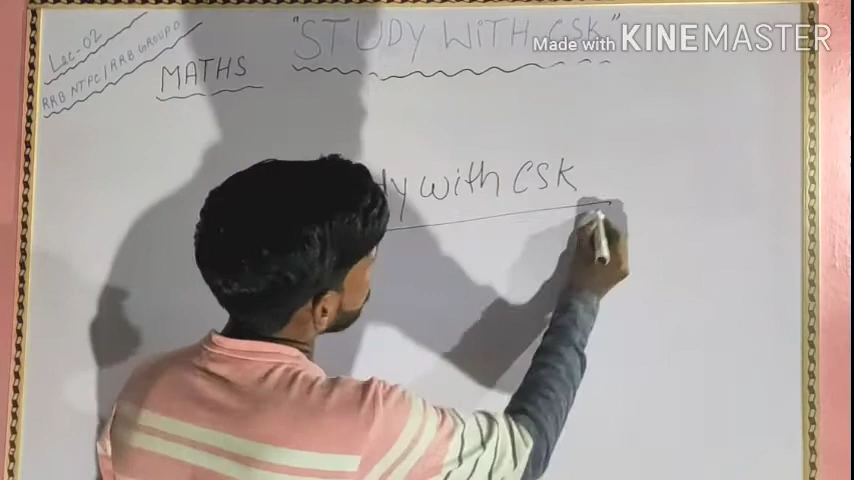 Lec-02
RRB NTPC/RRB GROUP D
MATHS
"STUDY WITH CSK"
Made with KINEMASTER
dy with CSK